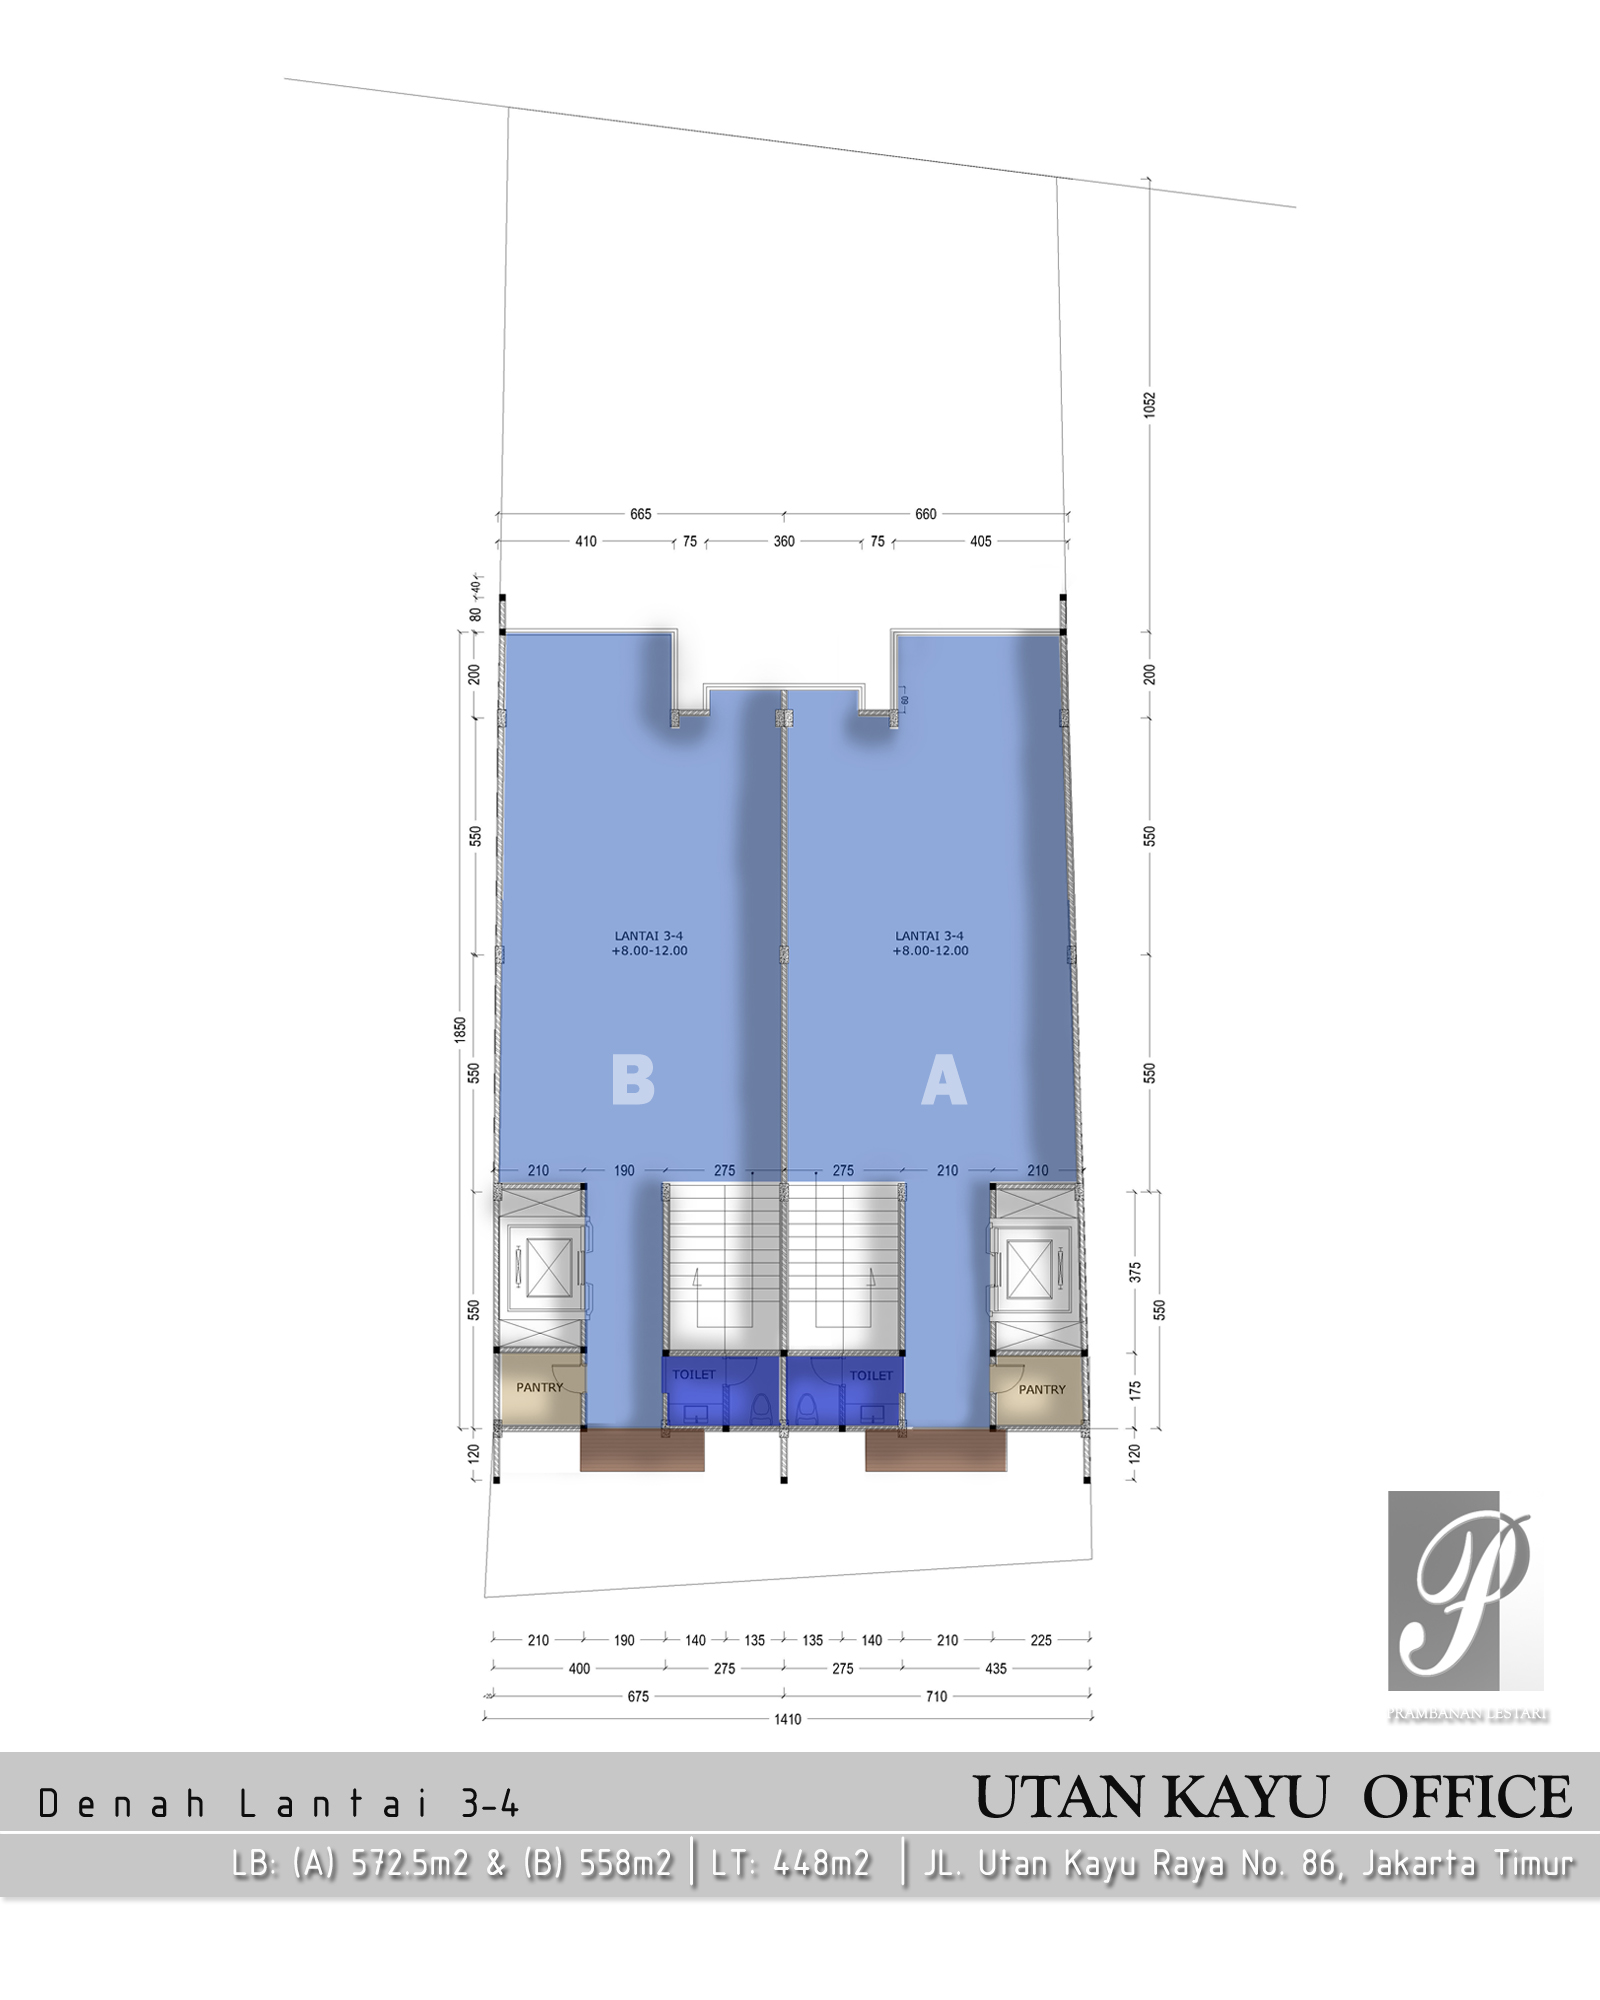 1052
665 660
410 75 360 75 405
40
80
200
200
60
550
550
LANTAI 3-4
+8.00-12.00
LANTAI 3-4
+8.00-12.00
1850
550
550
B
A
210 190 275 275 210 210
375
550
550
TOILET
TOILET
PANTRY
PANTRY
175
120
120
210 190 140 135 135 140 210 225
400 275 275 435
675 710
1410
P
PRAMBANAN LESTARI
Denah Lantai 3-4
UTAN KAYU OFFICE
LB: (A) 572.5m2 & (B) 558m2 | LT: 448m2 | JL. Utan Kayu Raya No. 86, Jakarta Timur